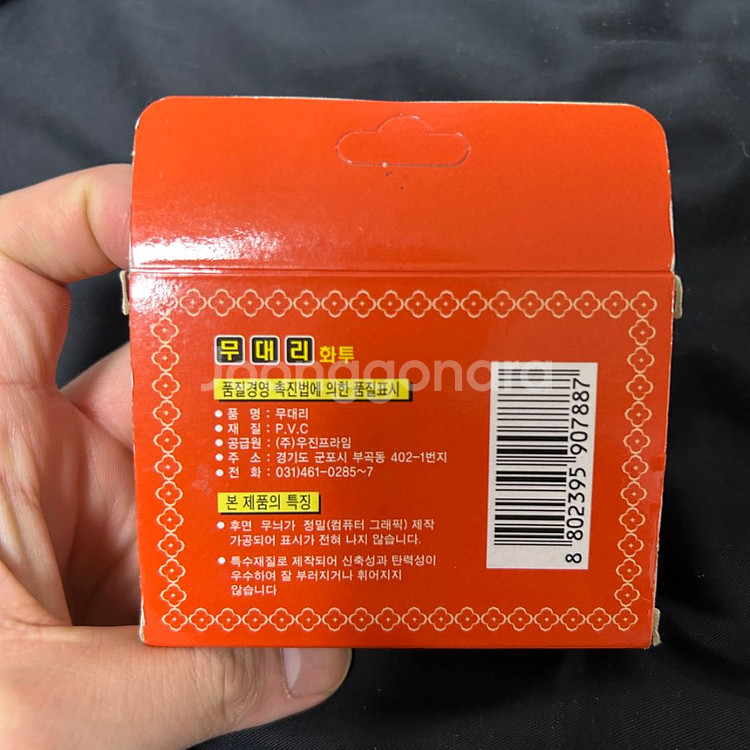 무대리 화투
Joonggonara
품질경영 촉진법에 의한 품질표시
• 품 명 : 무대리
• 재 질 : P.V.C
• 공급원 : (주)우진프라임
• 주 소 : 경기도 군포시 부곡동 402-1번지
• 전 화 : 031)461-0285~7
본 제품의 특징
• 후면 무늬가 정밀(컴퓨터 그래픽) 제작
가공되어 표시가 전혀 나지 않습니다.
• 특수재질로 제작되어 신축성과 탄력성이
우수하여 잘 부러지거나 휘어지지
않습니다
8 802395 907887